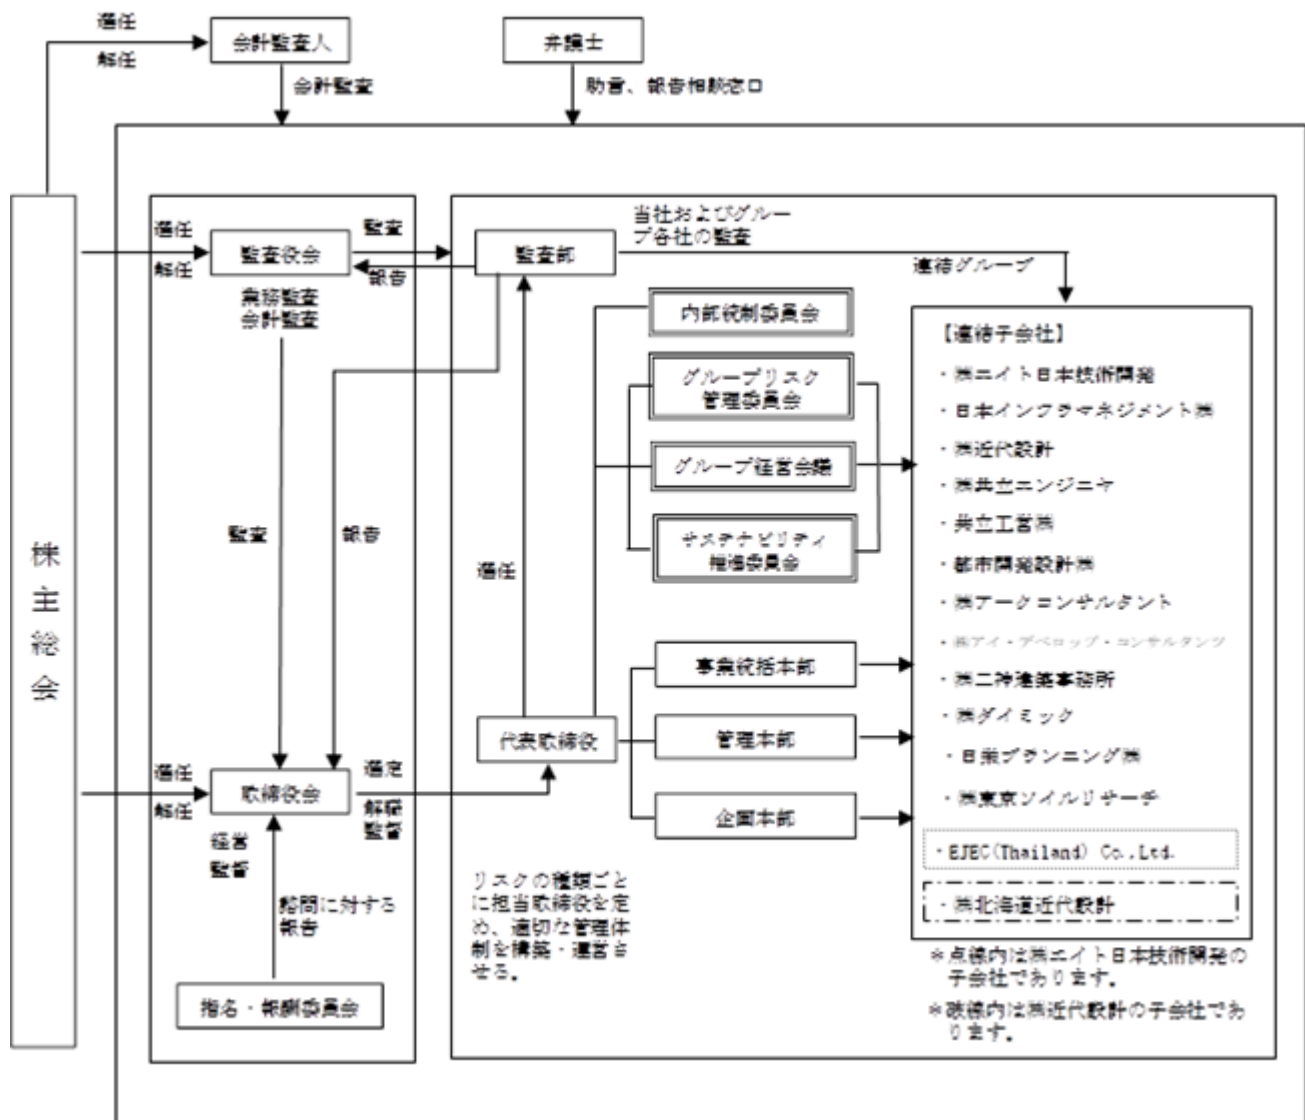 選任
解任
会計監査人
会計監査
弁護士
助言、報告相談窓口
株主総会
選任
解任
監査役会
業務監査
会計監査
監査
報告
監査部
当社およびグルー
プ各社の監査
連結グループ
内部統制委員会
グループリスク
管理委員会
グループ経営会議
サステナビリティ
推進委員会
監査
報告
選任
事業統括本部
管理本部
企画本部
代表取締役
選任
解任
取締役会
選定
解職
監督
経営
監督
諮問に対する
報告
指名・報酬委員会
リスクの種類ごと
に担当取締役を定
め、適切な管理体
制を構築・運営さ
せる。
【連結子会社】
・㈱エイト日本技術開発
・日本インフラマネジメント㈱
・㈱近代設計
・㈱共立エンジニヤ
・共立工営㈱
・都市開発設計㈱
・㈱アークコンサルタント
・㈱アイ・デベロップ・コンサルタンツ
・㈱二神建築事務所
・㈱ダイミック
・日栄プランニング㈱
・㈱東京ソイルリサーチ
・EJEC(Thailand) Co.,Ltd.
・㈱北海道近代設計
＊点線内は㈱エイト日本技術開発の
子会社であります。
＊破線内は㈱近代設計の子会社であ
ります。